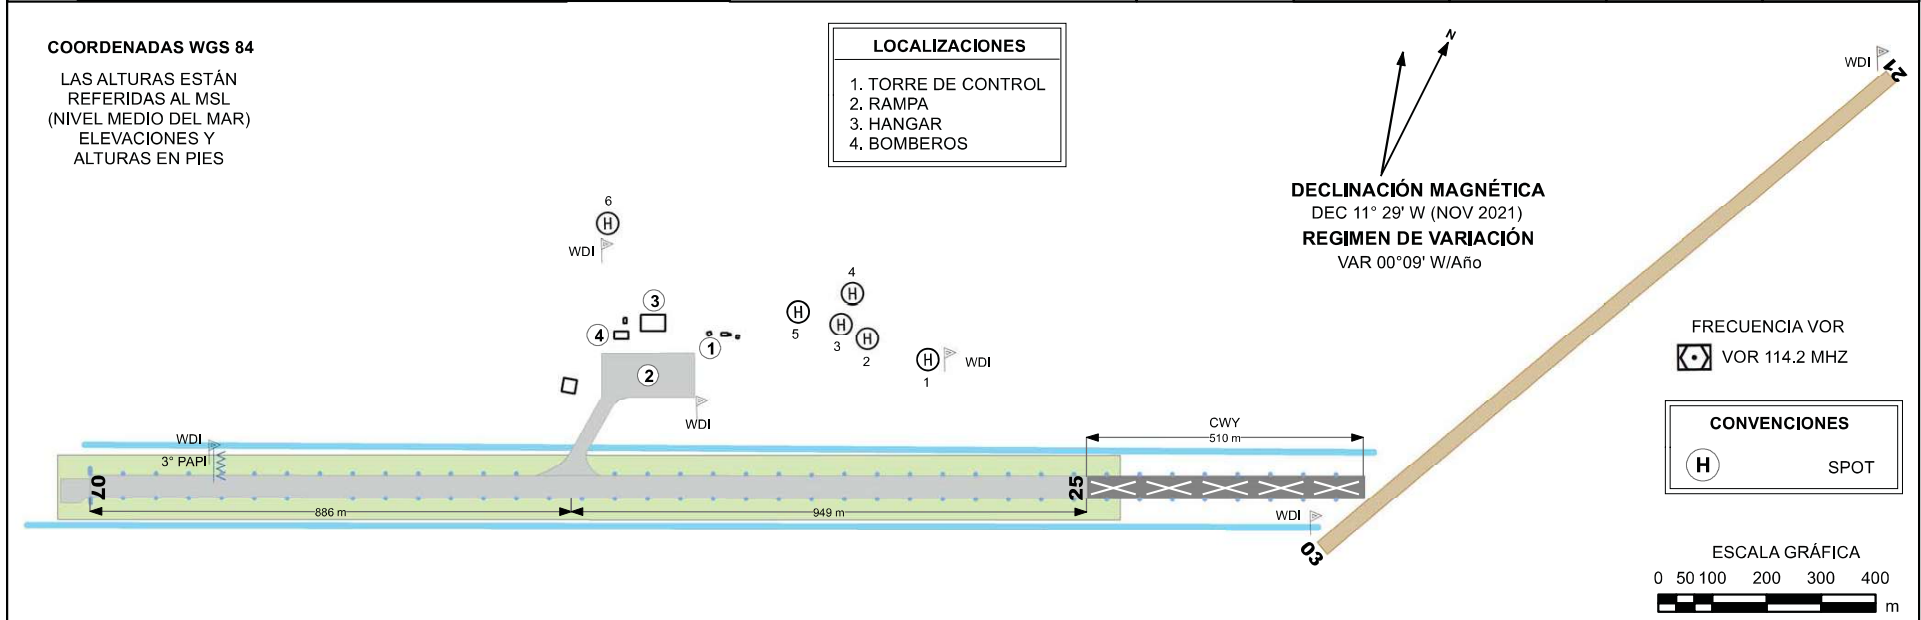 COORDENADAS WGS 84
LAS ALTURAS ESTÁN
REFERIDAS AL MSL
(NIVEL MEDIO DEL MAR)
ELEVACIONES Y
ALTURAS EN PIES
LOCALIZACIONES
1. TORRE DE CONTROL
2. RAMPA
3. HANGAR
4. BOMBEROS
N
DECLINACIÓN MAGNÉTICA
DEC 11° 29' W (NOV 2021)
REGIMEN DE VARIACIÓN
VAR 00°09' W/Año
WDI
21
6
H
WDI
3
4
1
2
WDI
H
5
4
H
H
3
H
2
H
1
WDI
FRECUENCIA VOR
VOR 114.2 MHZ
CONVENCIONES
H SPOT
WDI
3° PAPI
07
886 m
949 m
25
CWY
510 m
WDI
03
ESCALA GRÁFICA
0 50 100 200 300 400
m